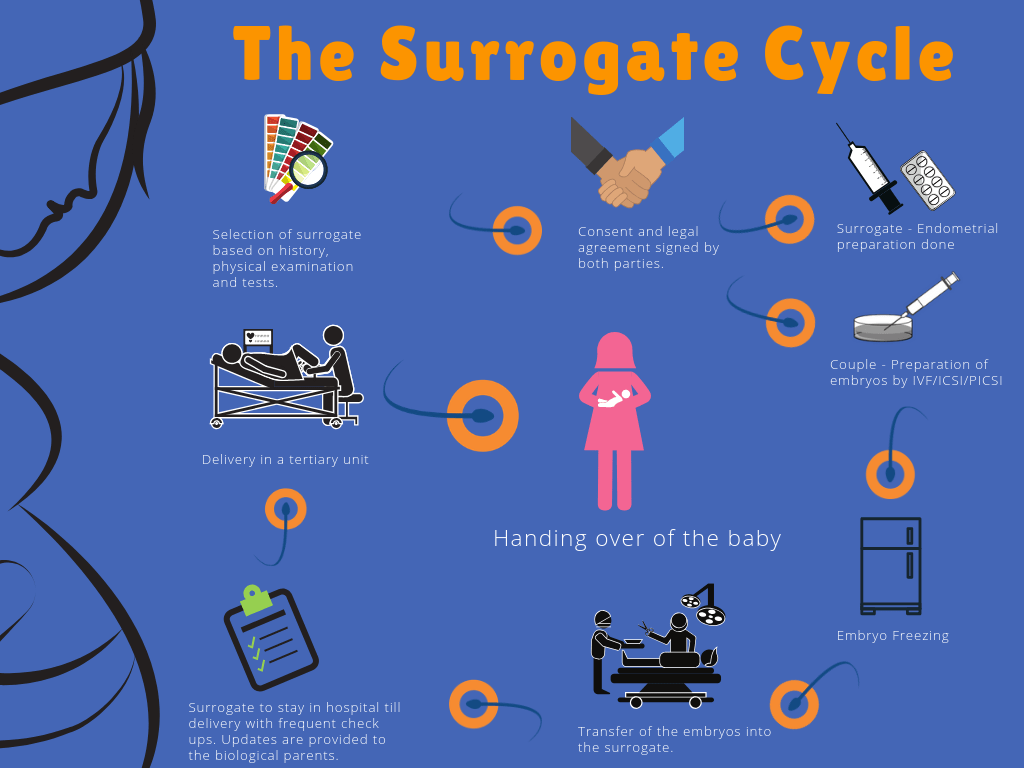 The Surrogate Cycle
Selection of surrogate
based on history,
physical examination
and tests.
Consent and legal
agreement signed by
both parties.
Surrogate - Endometrial
preparation done
Couple - Preparation of
embryos by IVF/ICSI/PICSI
Embryo Freezing
Transfer of the embryos into
the surrogate.
Surrogate to stay in hospital till
delivery with frequent check
ups. Updates are provided to
the biological parents.
Delivery in a tertiary unit
Handing over of the baby